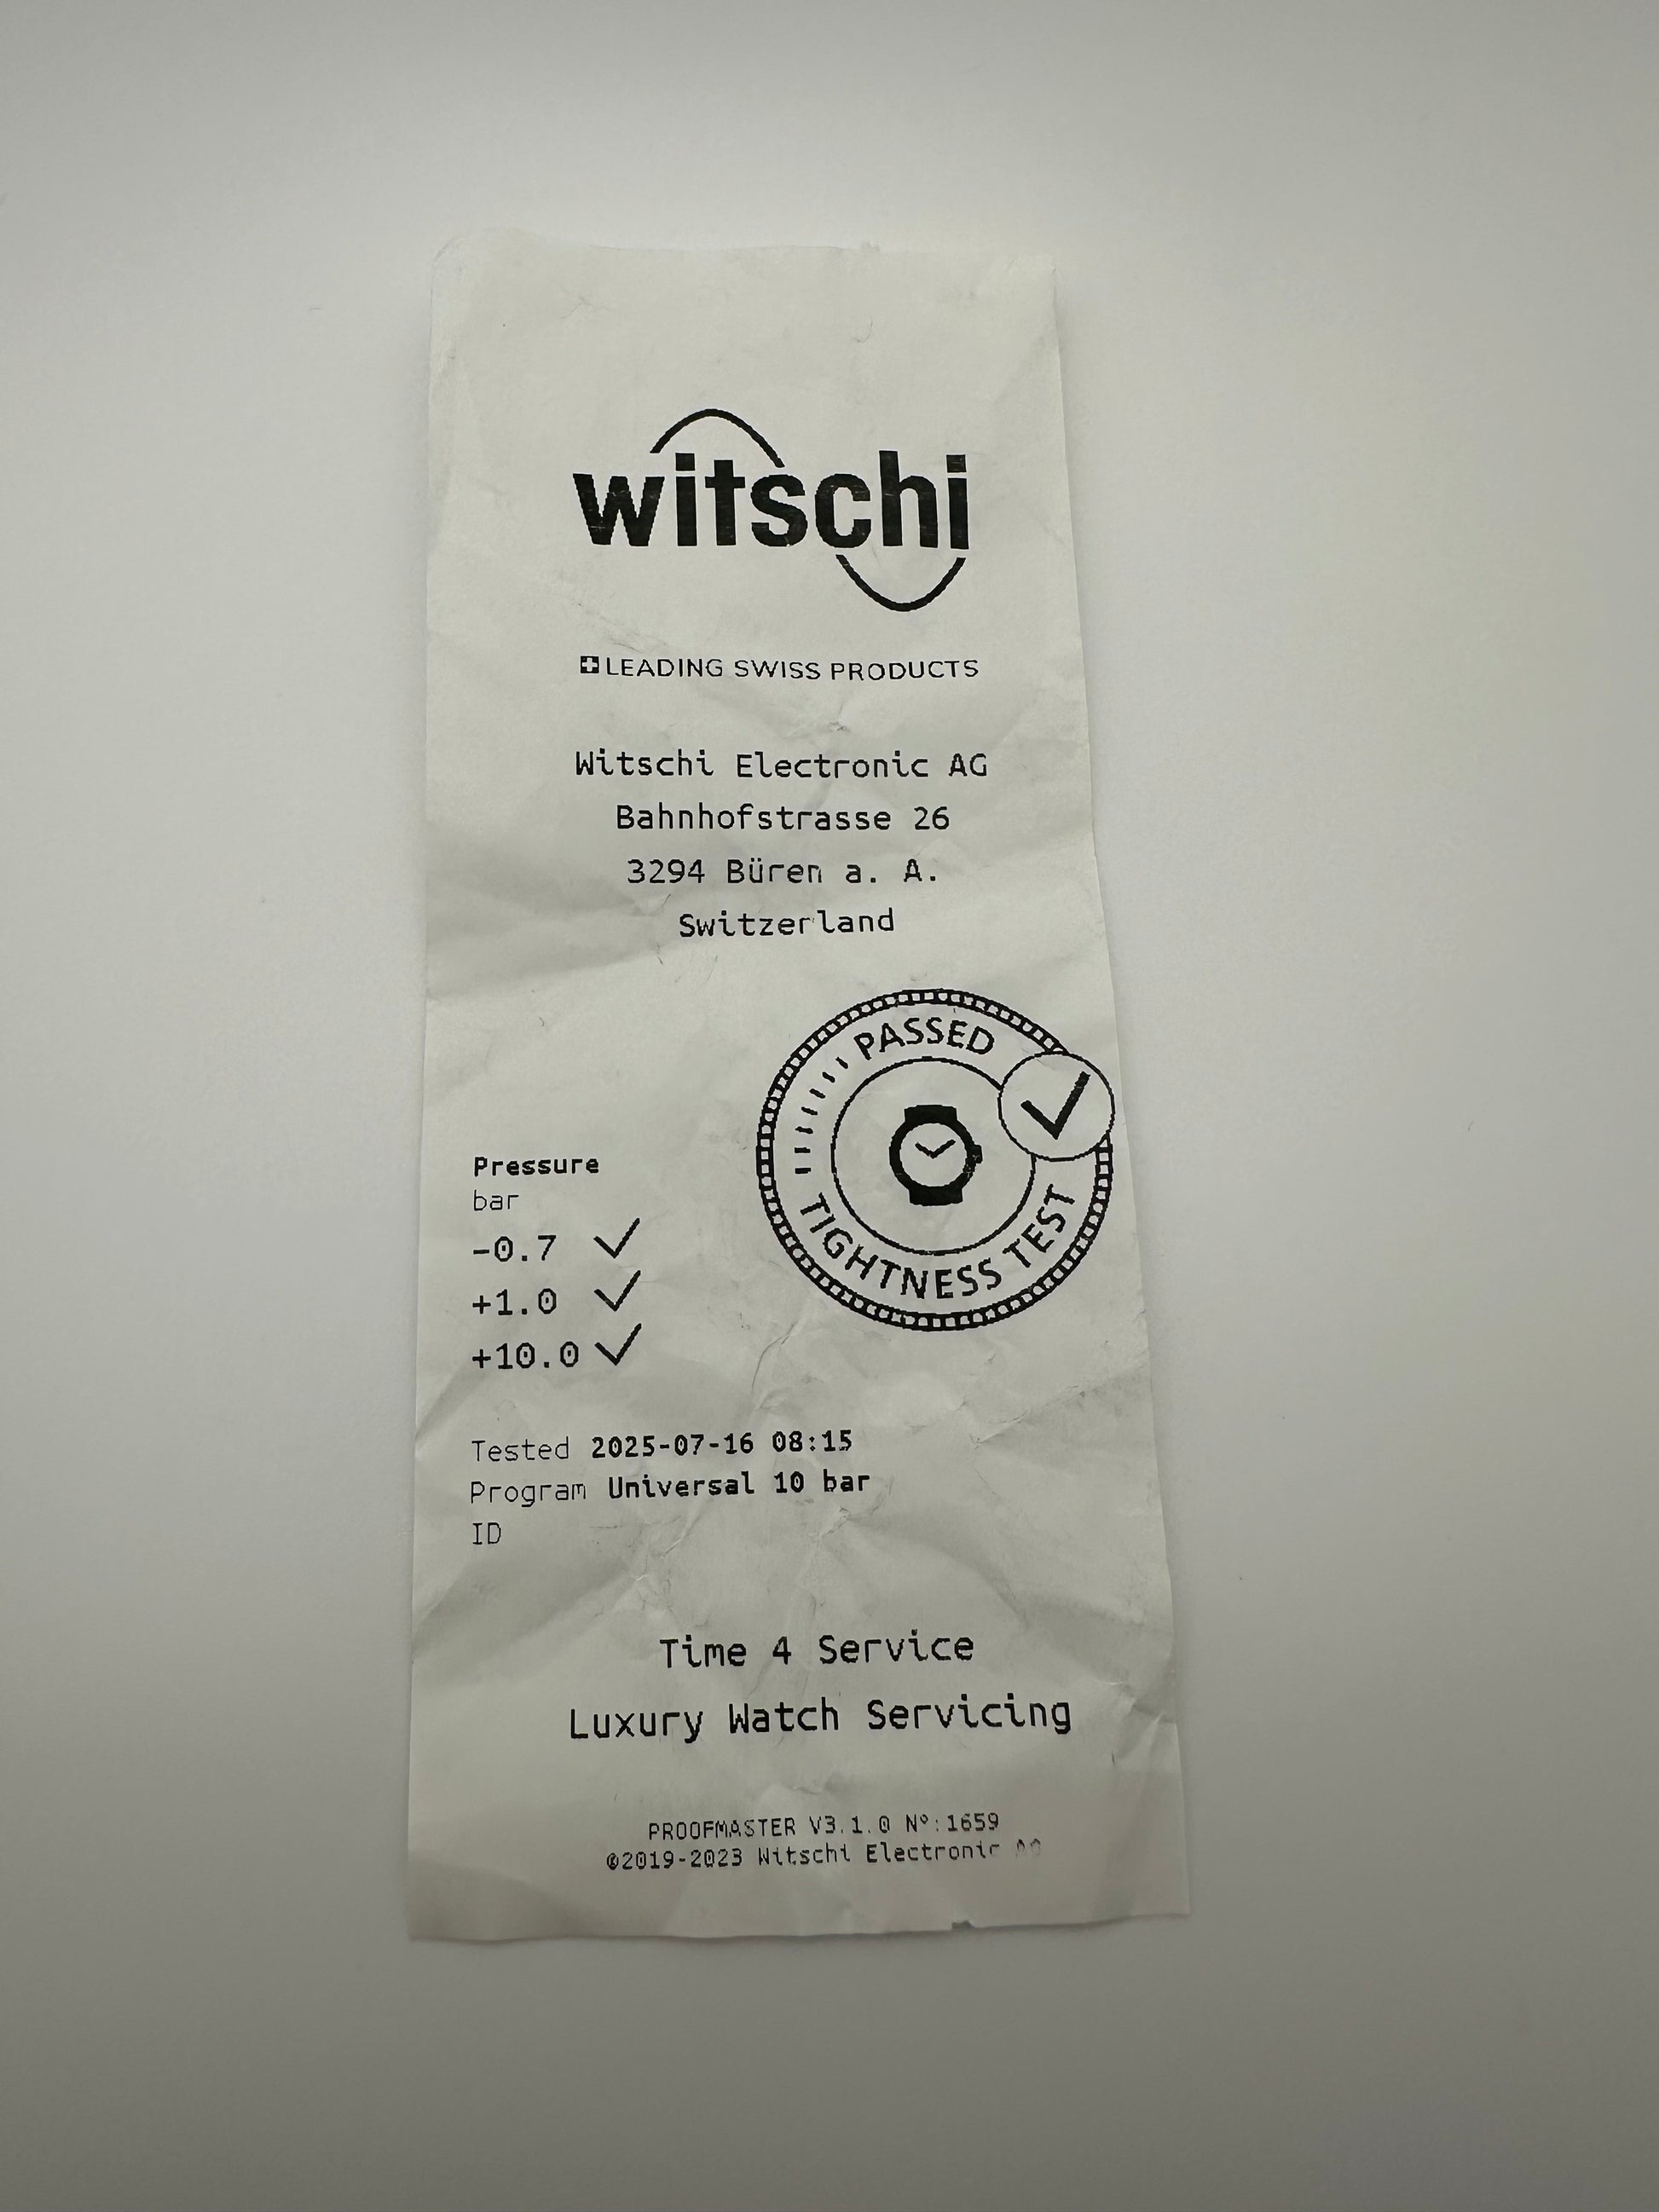 witschi
LEADING SWISS PRODUCTS
Witschi Electronic AG
Bahnhofstrasse 26
3294 Büren a. A.
Switzerland
PASSED
TIGHTNESS TEST
Pressure
bar
-0.7 ✓
+1.0 ✓
+10.0 ✓
Tested 2025-07-16 08:15
Program Universal 10 bar
ID
Time 4 Service
Luxury Watch Servicing
PROOFMASTER V3.1.0 Nº:1659
©2019-2023 Witschi Electronic AG